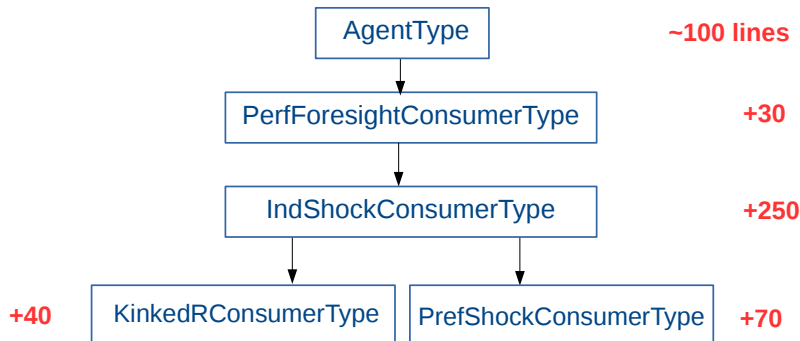 AgentType
~100 lines
PerfForesightConsumerType
+30
IndShockConsumerType
+250
+40
KinkedRConsumerType
PrefShockConsumerType
+70